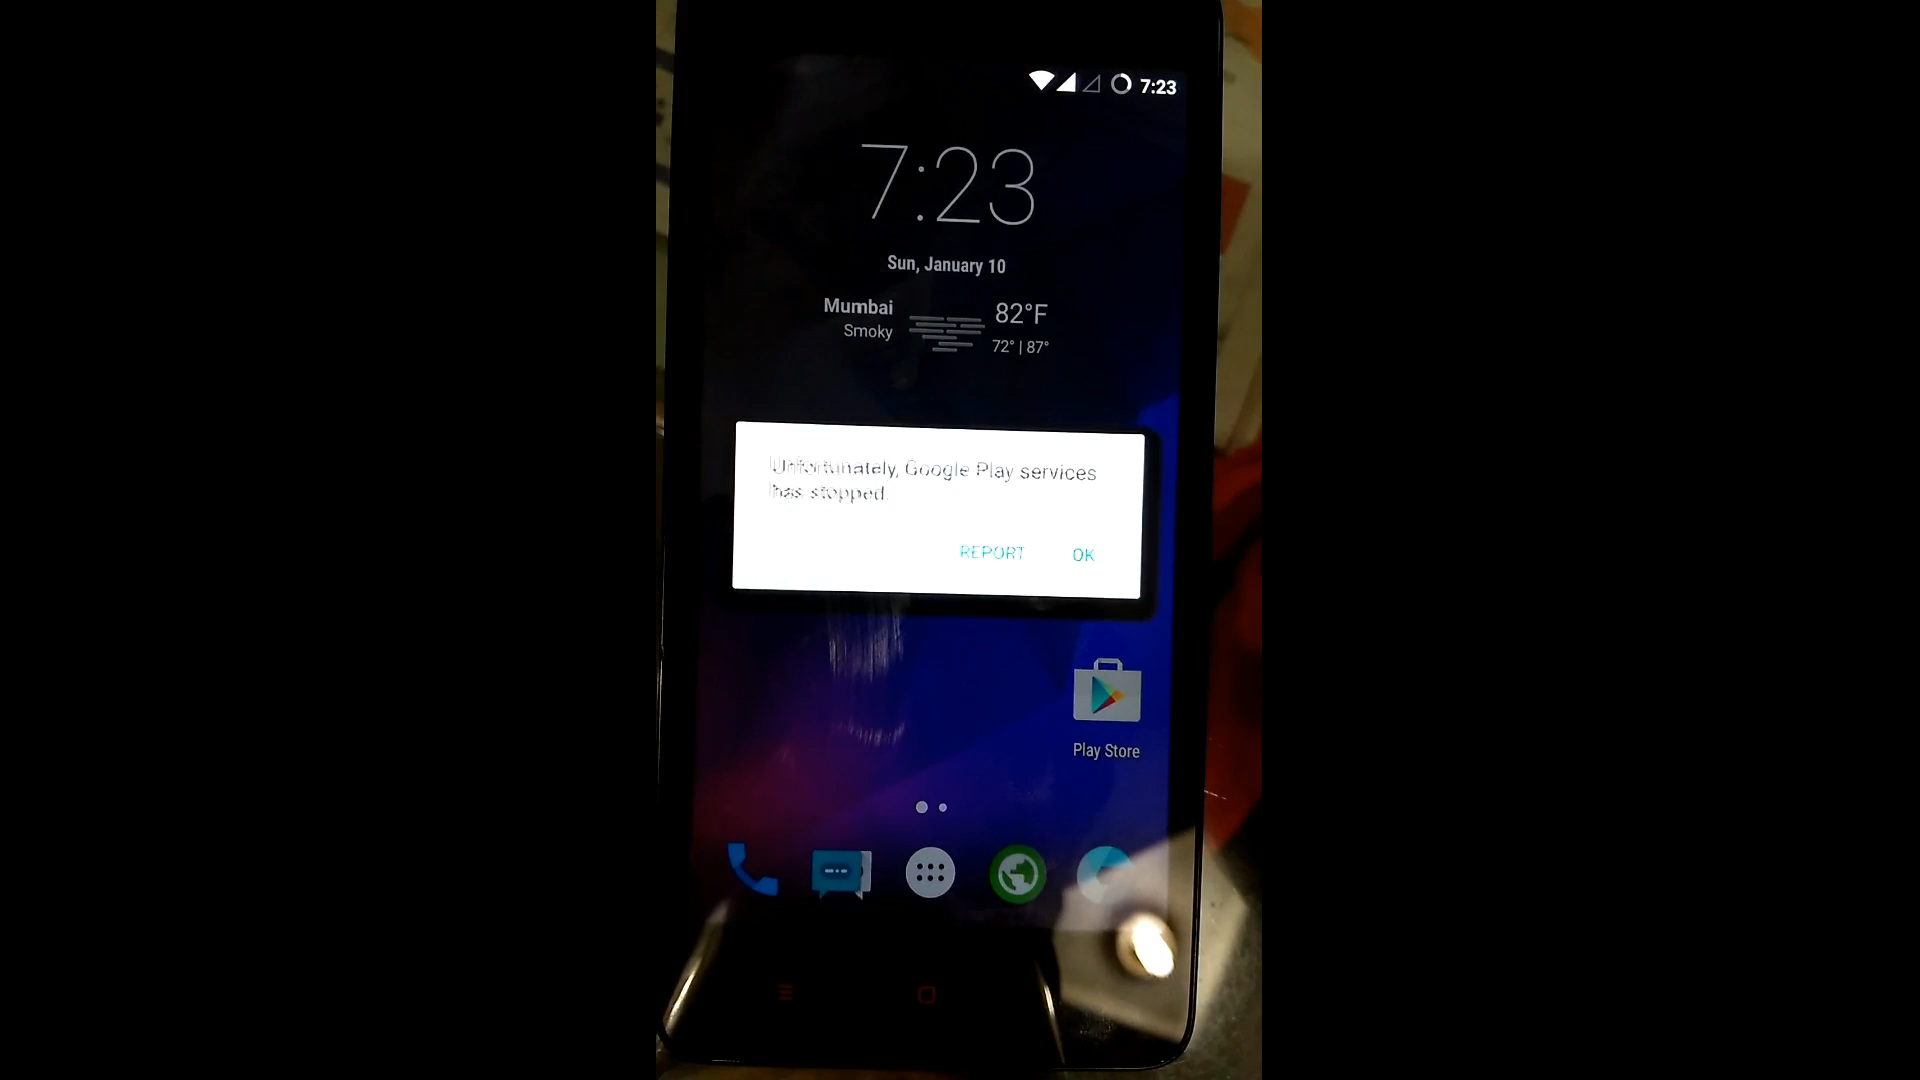 7:23
7:23
Sun, January 10
Mumbai
82°F
Smoky
72° | 87°
Unfortunately, Google Play services
has stopped.
REPORT
OK
Play Store